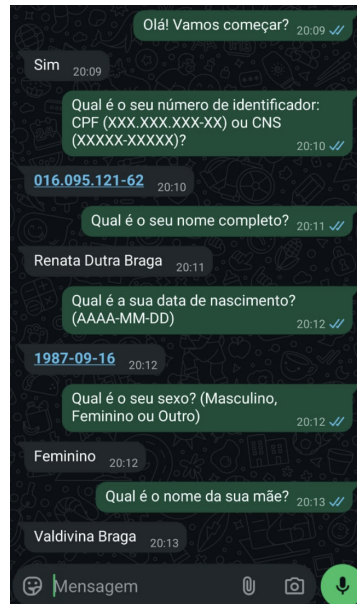 Olá! Vamos começar? 20:09
Sim 20:09
Qual é o seu número de identificador:
CPF (XXX.XXX.XXX-XX) ou CNS
(XXXXX-XXXXX)?
20:10
016.095.121-62 20:10
Qual é o seu nome completo? 20:11
Renata Dutra Braga 20:11
Qual é a sua data de nascimento?
(AAAA-MM-DD)
20:12
1987-09-16 20:12
Qual é o seu sexo? (Masculino,
Feminino ou Outro)
20:12
Feminino 20:12
Qual é o nome da sua mãe? 20:13
Valdivina Braga 20:13
Mensagem